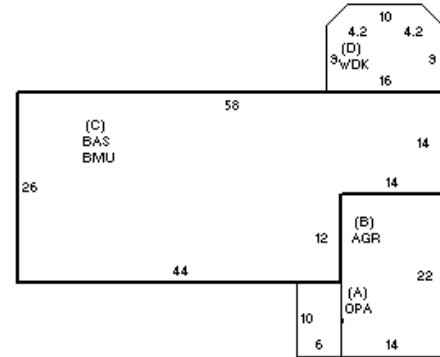 10
4.2 4.2
(D)
9 WDK 9
16
58
(C)
BAS
BMU
14
26
14
(B)
AGR
12
44
22
(A)
OPA
10
6 14